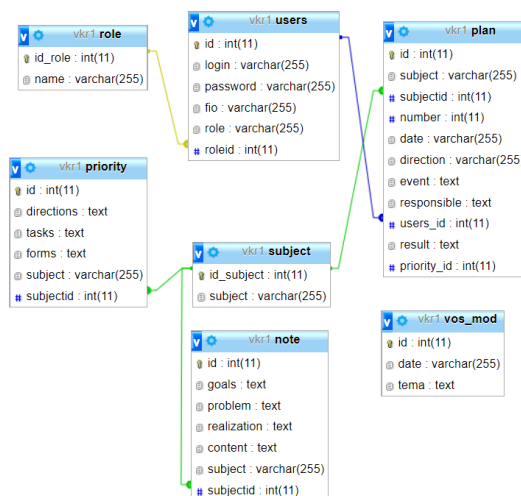 vkr1 role
id_role : int(11)
name : varchar(255)
vkr1 users
id : int(11)
login : varchar(255)
password : varchar(255)
fio : varchar(255)
role : varchar(255)
roleid : int(11)
vkr1 plan
id : int(11)
subject : varchar(255)
subjectid : int(11)
number : int(11)
date : varchar(255)
direction : varchar(255)
event : text
responsible : text
users_id : int(11)
result : text
priority_id : int(11)
vkr1 priority
id : int(11)
directions : text
tasks : text
forms : text
subject : varchar(255)
subjectid : int(11)
vkr1 subject
id_subject : int(11)
subject : varchar(255)
vkr1 note
id : int(11)
goals : text
problem : text
realization : text
content : text
subject : varchar(255)
subjectid : int(11)
vkr1 vos_mod
id : int(11)
date : varchar(255)
tema : text